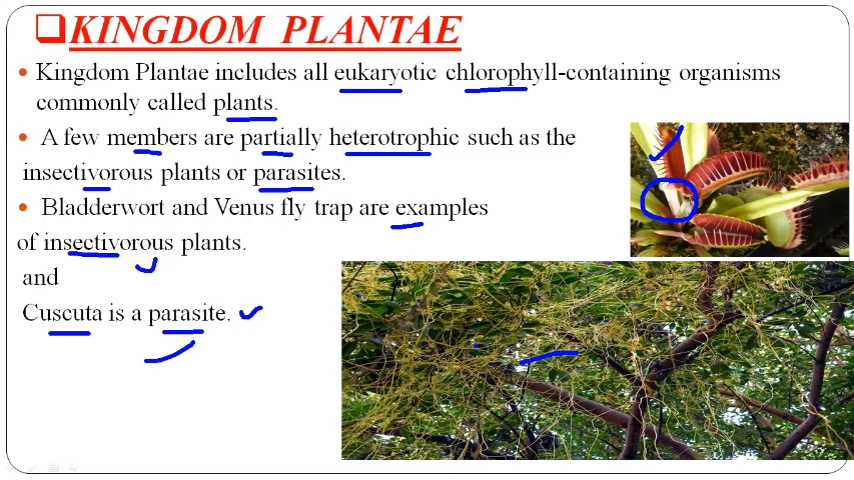 KINGDOM PLANTAE
Kingdom Plantae includes all eukaryotic chlorophyll-containing organisms
commonly called plants.
A few members are partially heterotrophic such as the
insectivorous plants or parasites.
Bladderwort and Venus fly trap are examples
of insectivorous plants.
and
Cuscuta is a parasite.